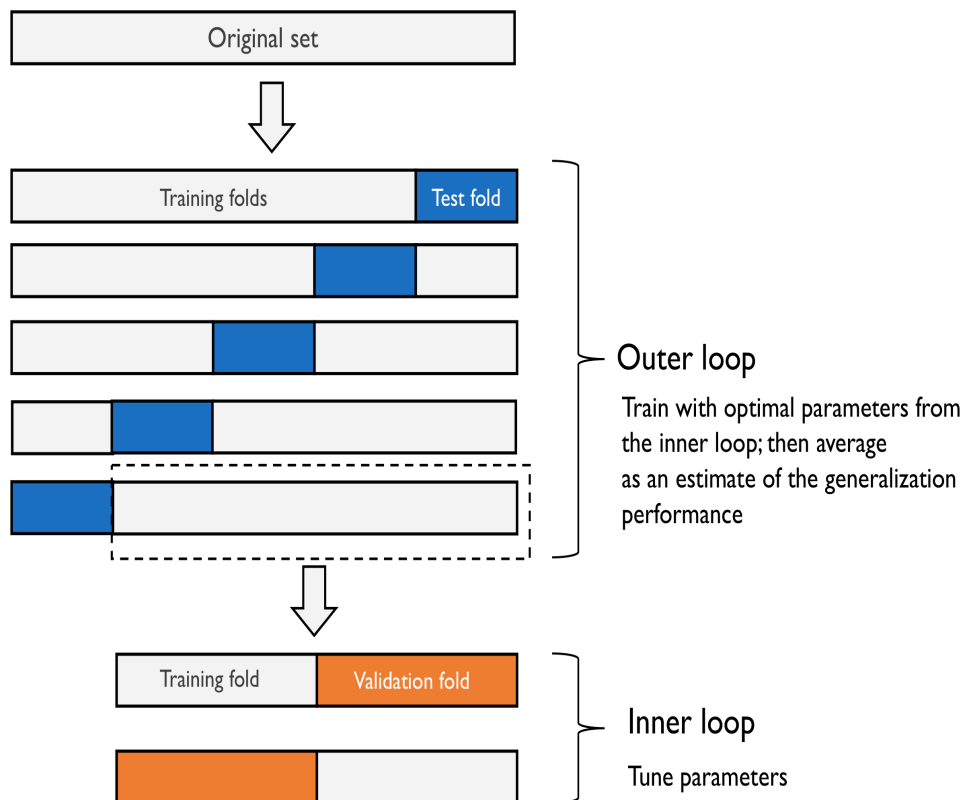 Original set
Training folds
Test fold
Outer loop
Train with optimal parameters from
the inner loop; then average
as an estimate of the generalization
performance
Training fold
Validation fold
Inner loop
Tune parameters